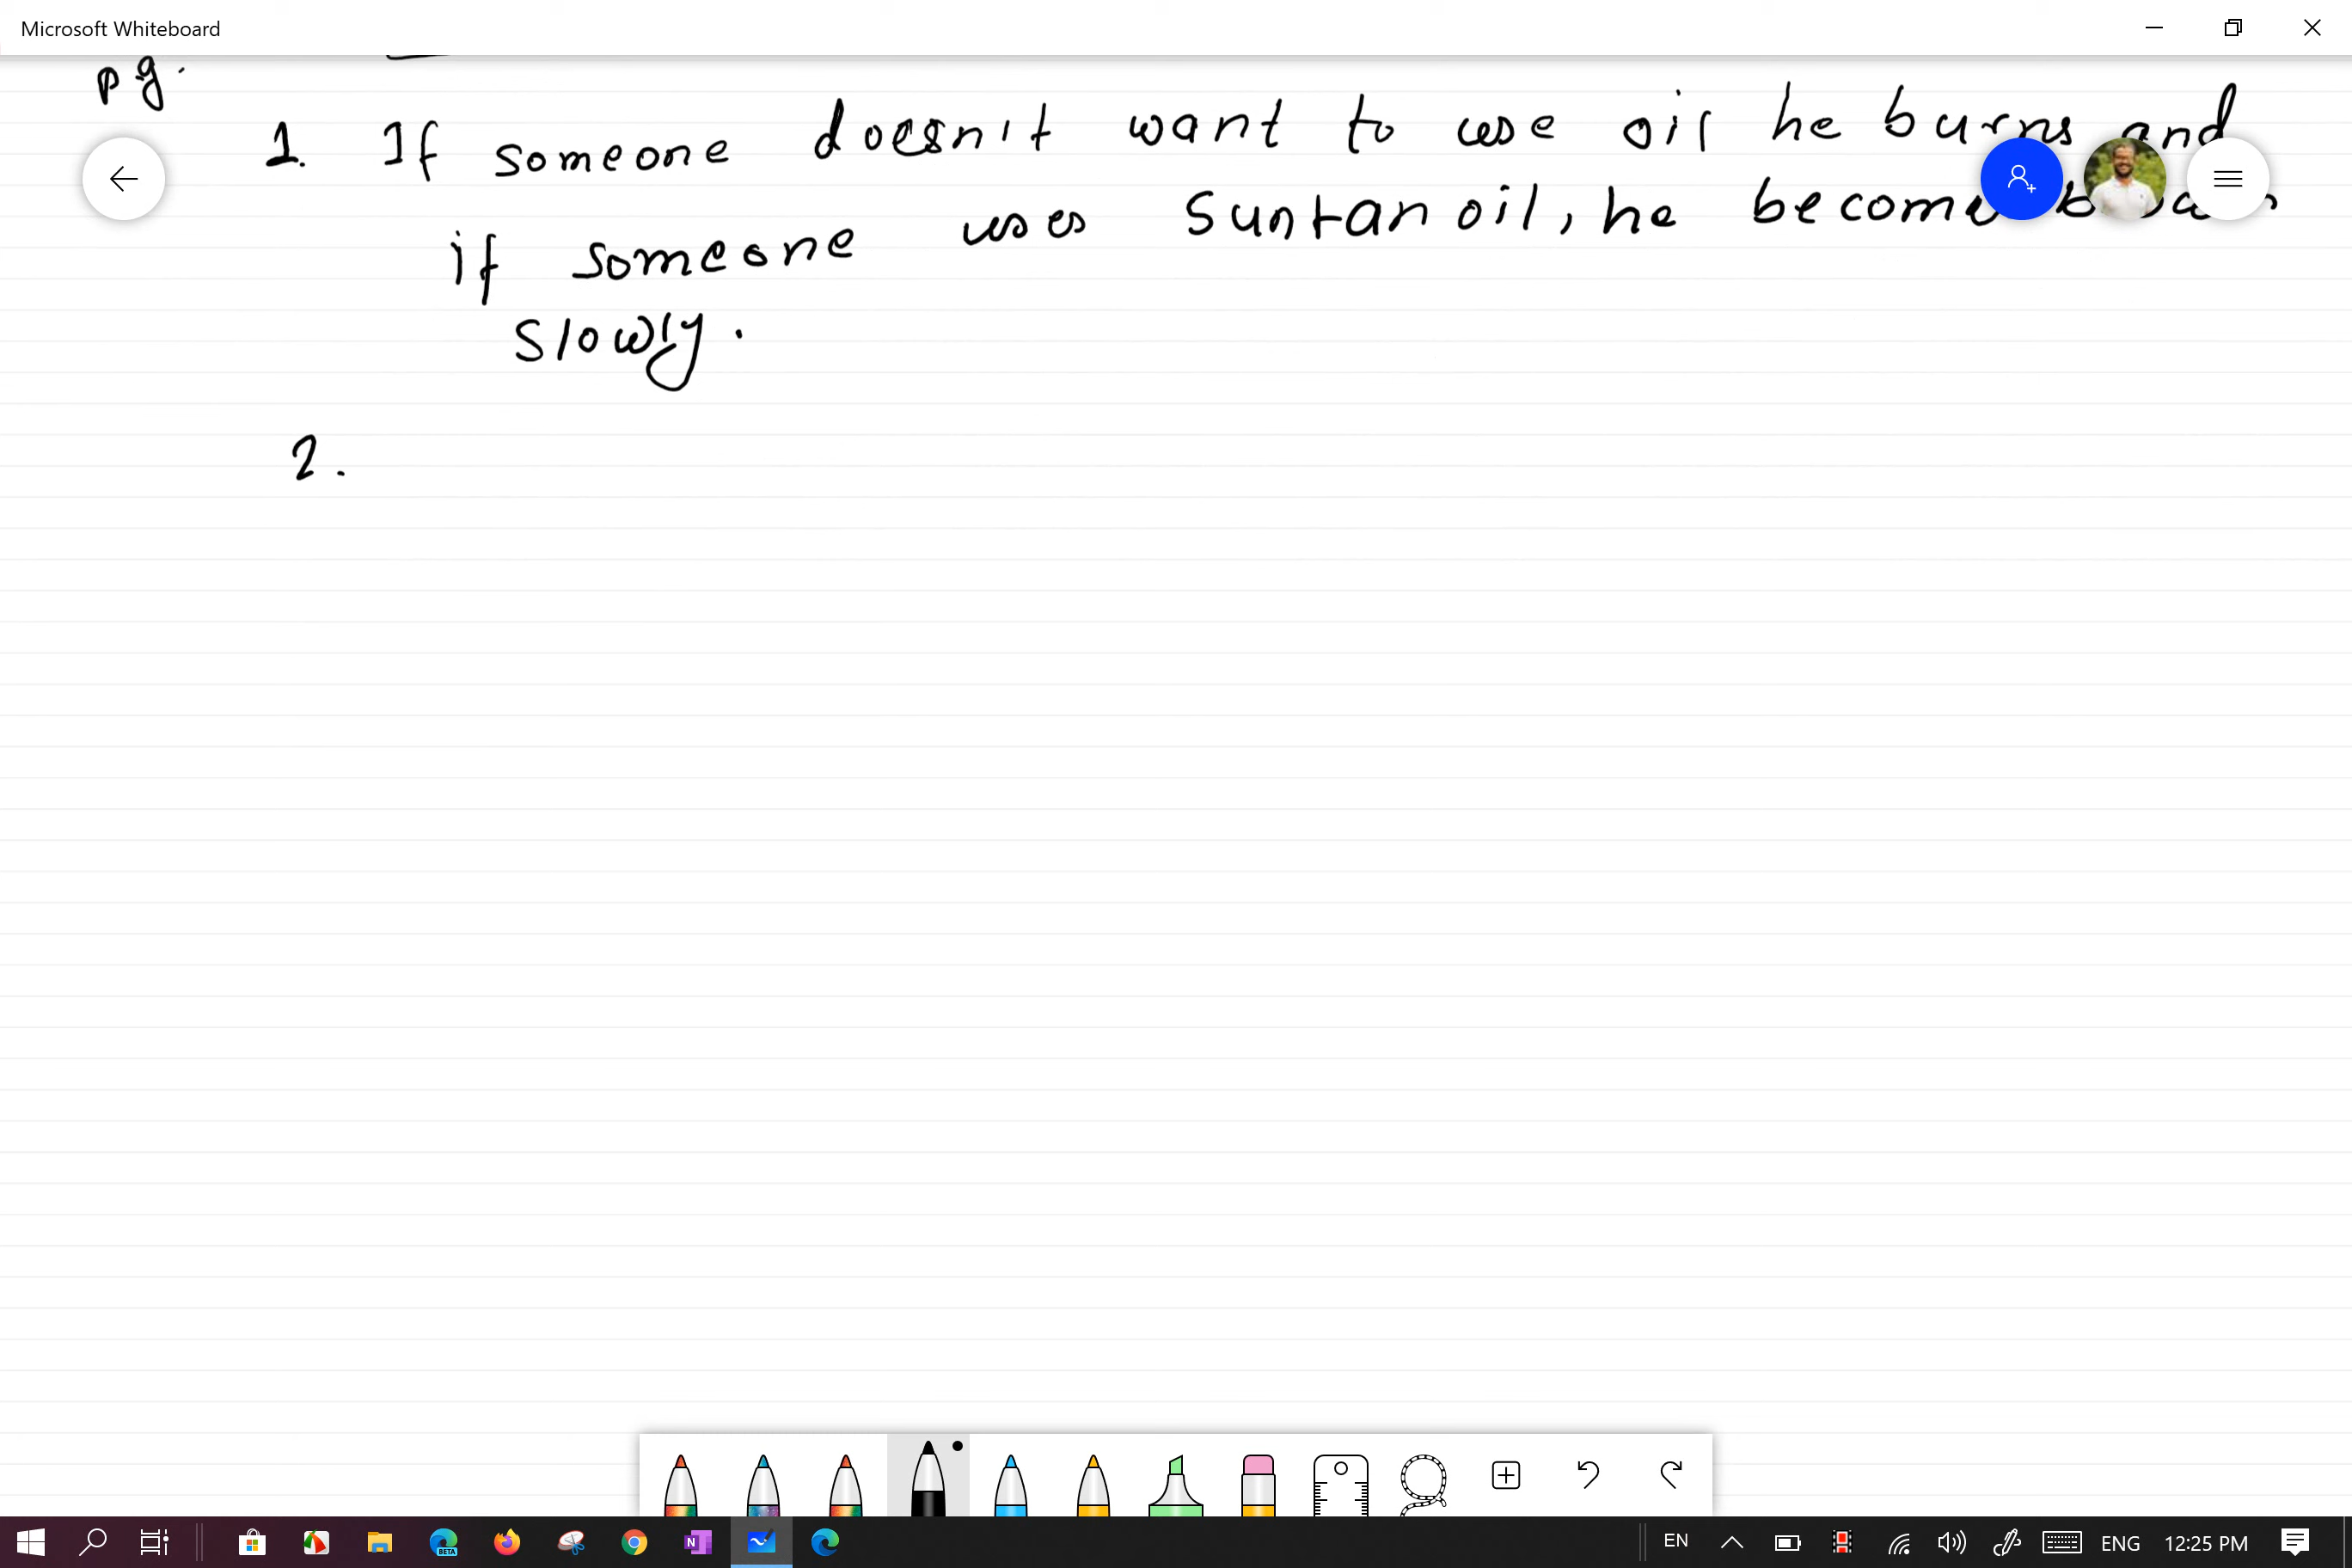 Microsoft Whiteboard
pg.
1. If someone doesn't want to use oil he burns and
if someone uses suntan oil, he
slowly.
2.
BETA
N
EN
ENG
12:25 PM